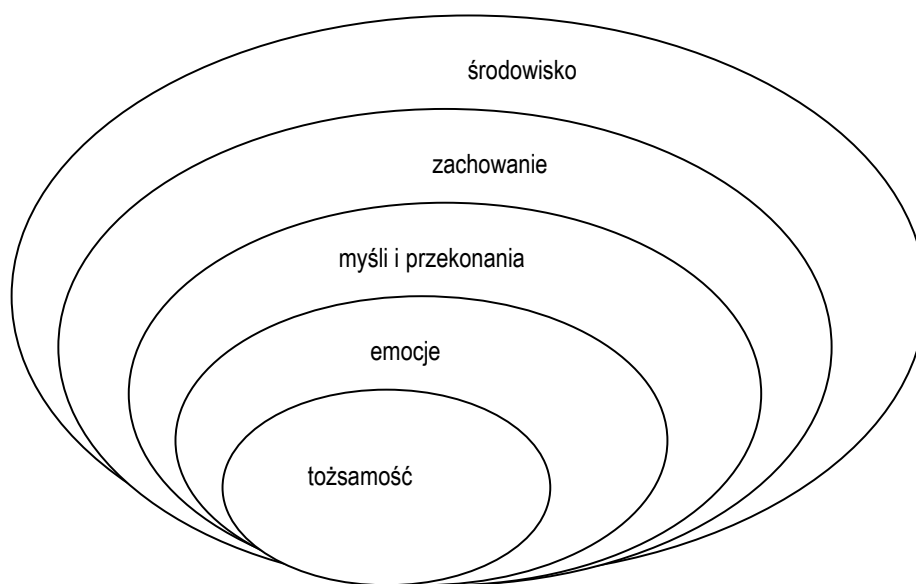 środowisko
zachowanie
myśli i przekonania
emocje
tożsamość